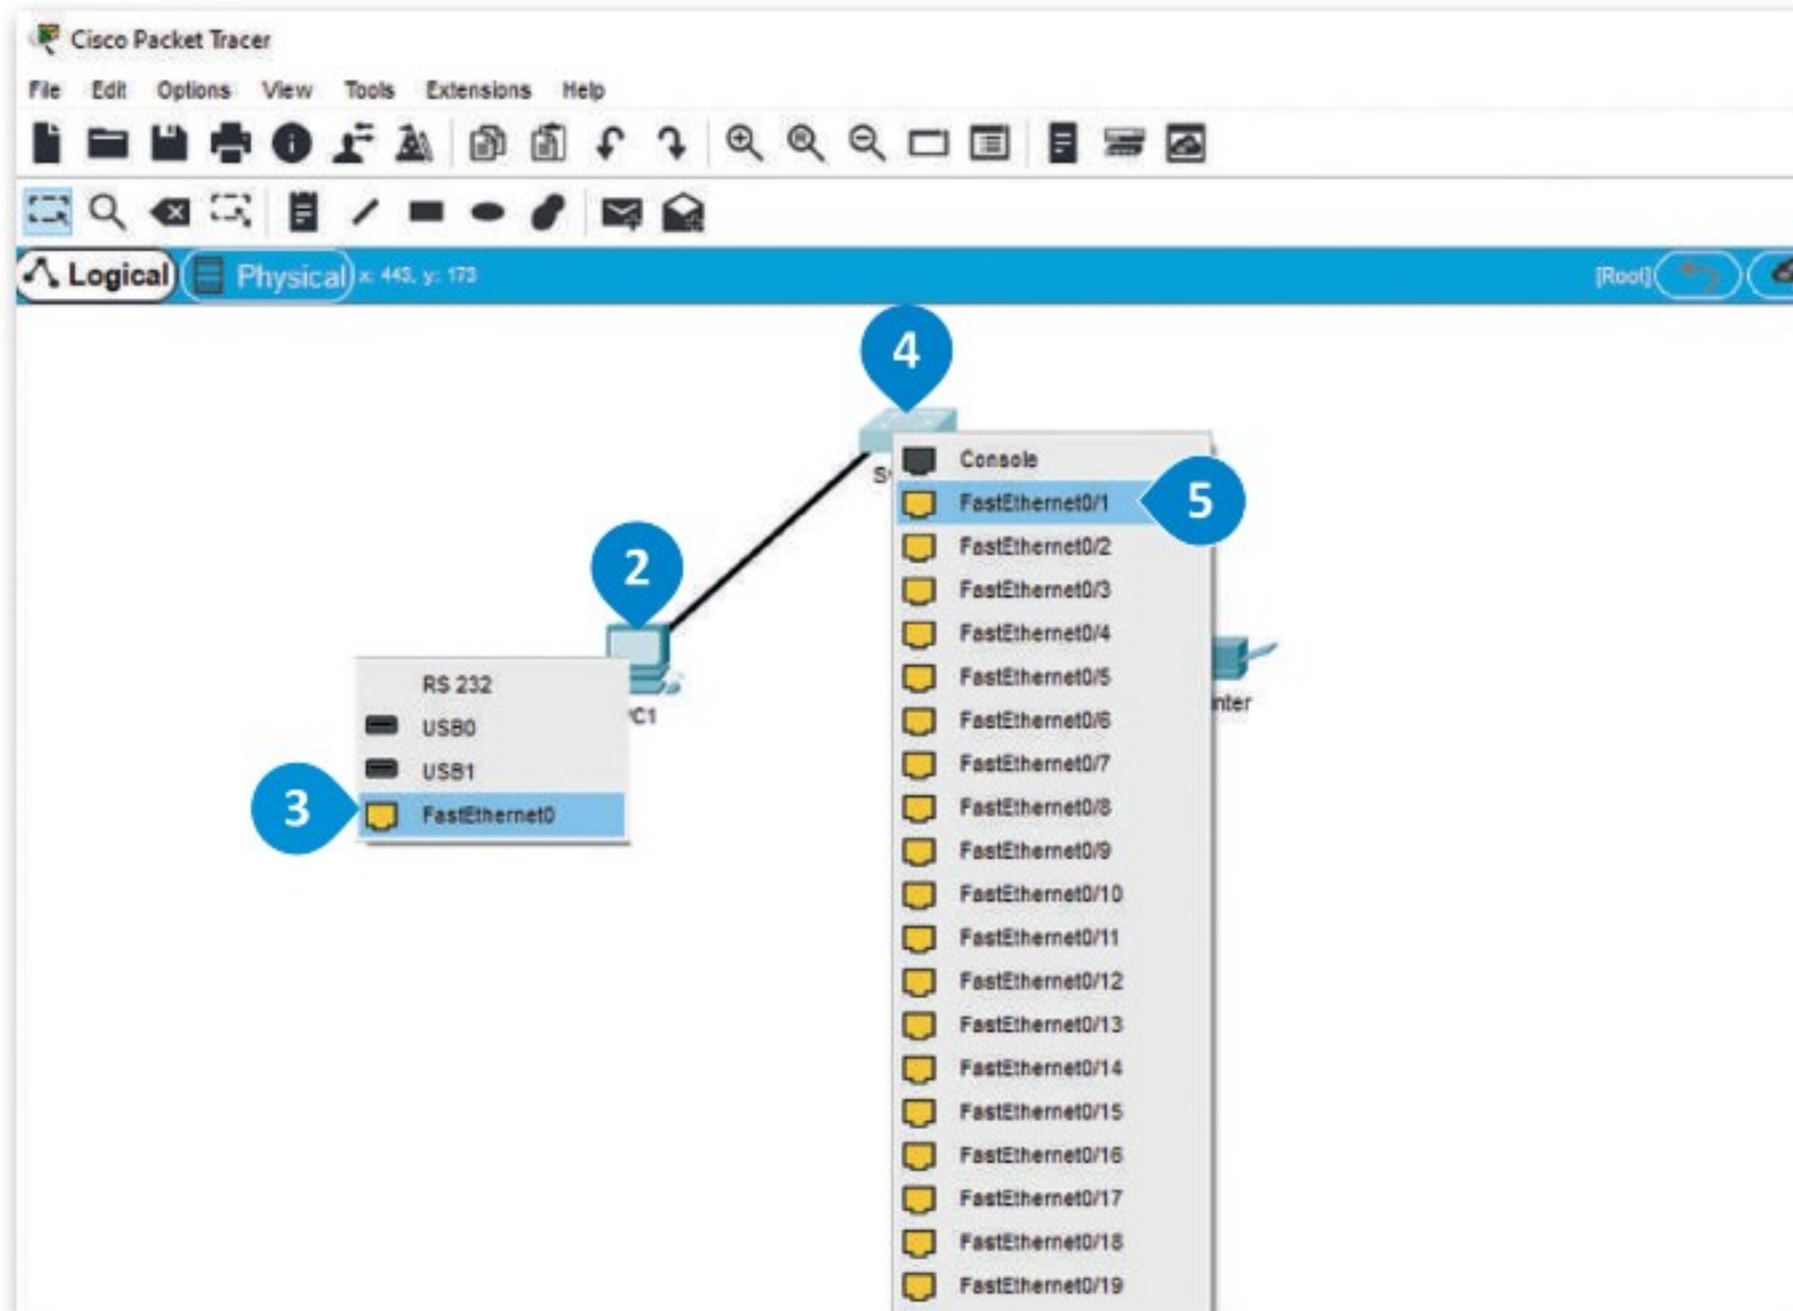 Cisco Packet Tracer
File Edit Options View Tools Extensions Help
Logical Physical x: 443, y: 173 [Root]
4
Console
FastEthernet0/1
5
FastEthernet0/2
2
FastEthernet0/3
FastEthernet0/4
RS 232
FastEthernet0/5
C1
nter
USB0
FastEthernet0/6
USB1
FastEthernet0/7
3
FastEthernet0
FastEthernet0/8
FastEthernet0/9
FastEthernet0/10
FastEthernet0/11
FastEthernet0/12
FastEthernet0/13
FastEthernet0/14
FastEthernet0/15
FastEthernet0/16
FastEthernet0/17
FastEthernet0/18
FastEthernet0/19